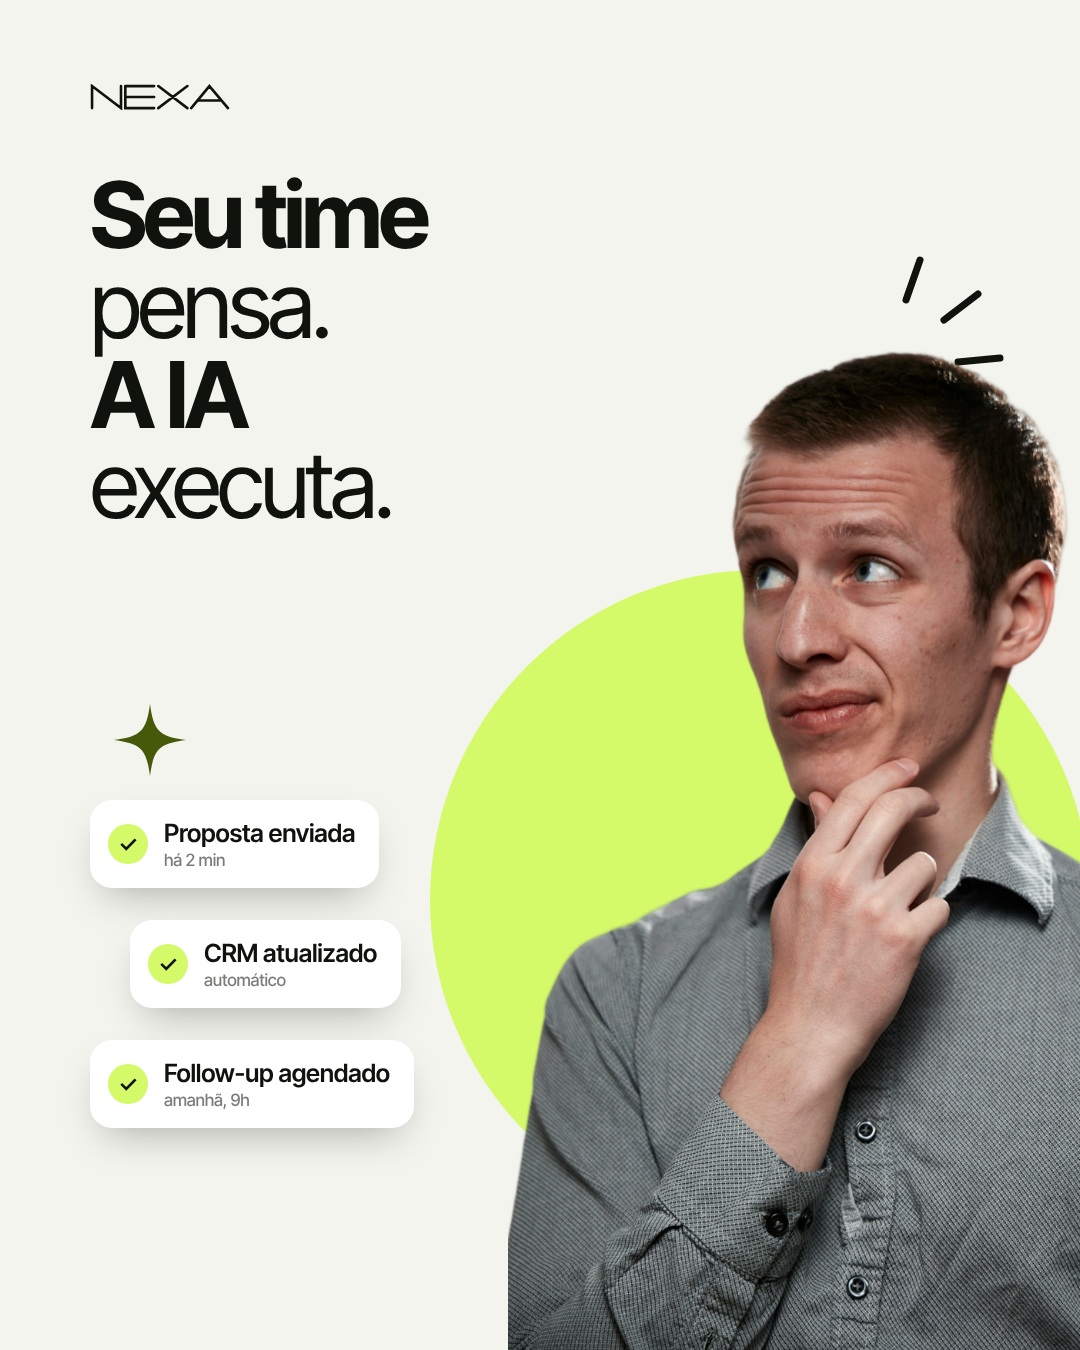 NEXA
Seu time
pensa.
A IA
executa.
Proposta enviada
há 2 min
CRM atualizado
automático
Follow-up agendado
amanhã, 9h